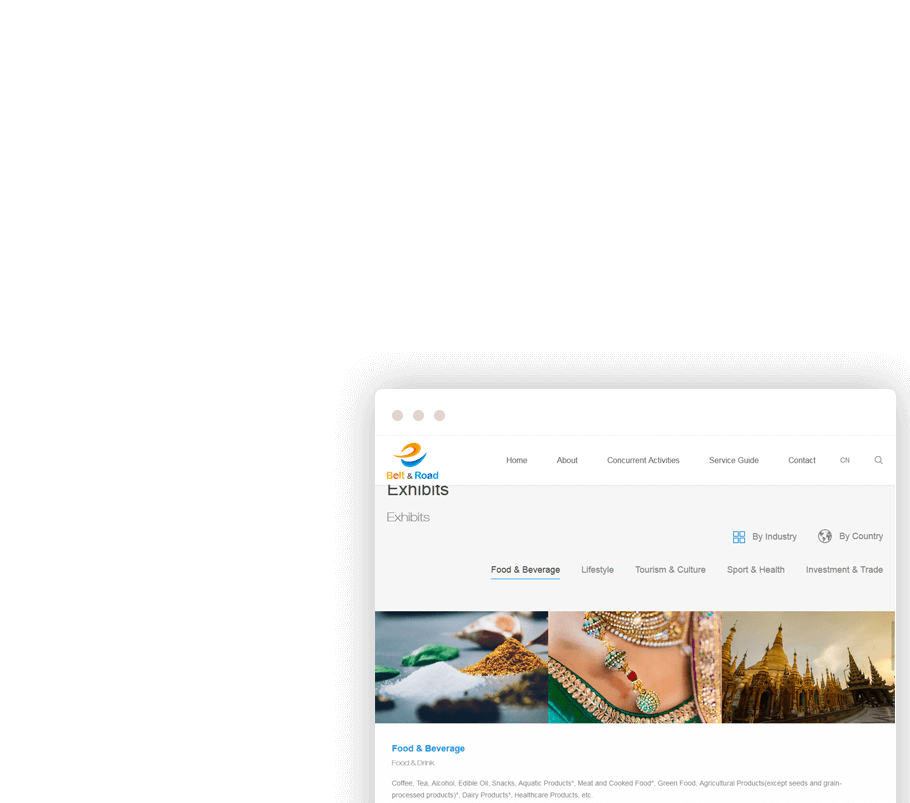 Belt & Road
Home About Concurrent Activities Service Guide Contact CN
Exhibits
Exhibits
By Industry By Country
Food & Beverage Lifestyle Tourism & Culture Sport & Health Investment & Trade
Food & Beverage
Food & Drink
Coffee, Tea, Alcohol, Edible Oil, Snacks, Aquatic Products*, Meat and Cooked Food*, Green Food, Agricultural Products(except seeds and grain-
processed products)*, Dairy Products*, Healthcare Products, etc.